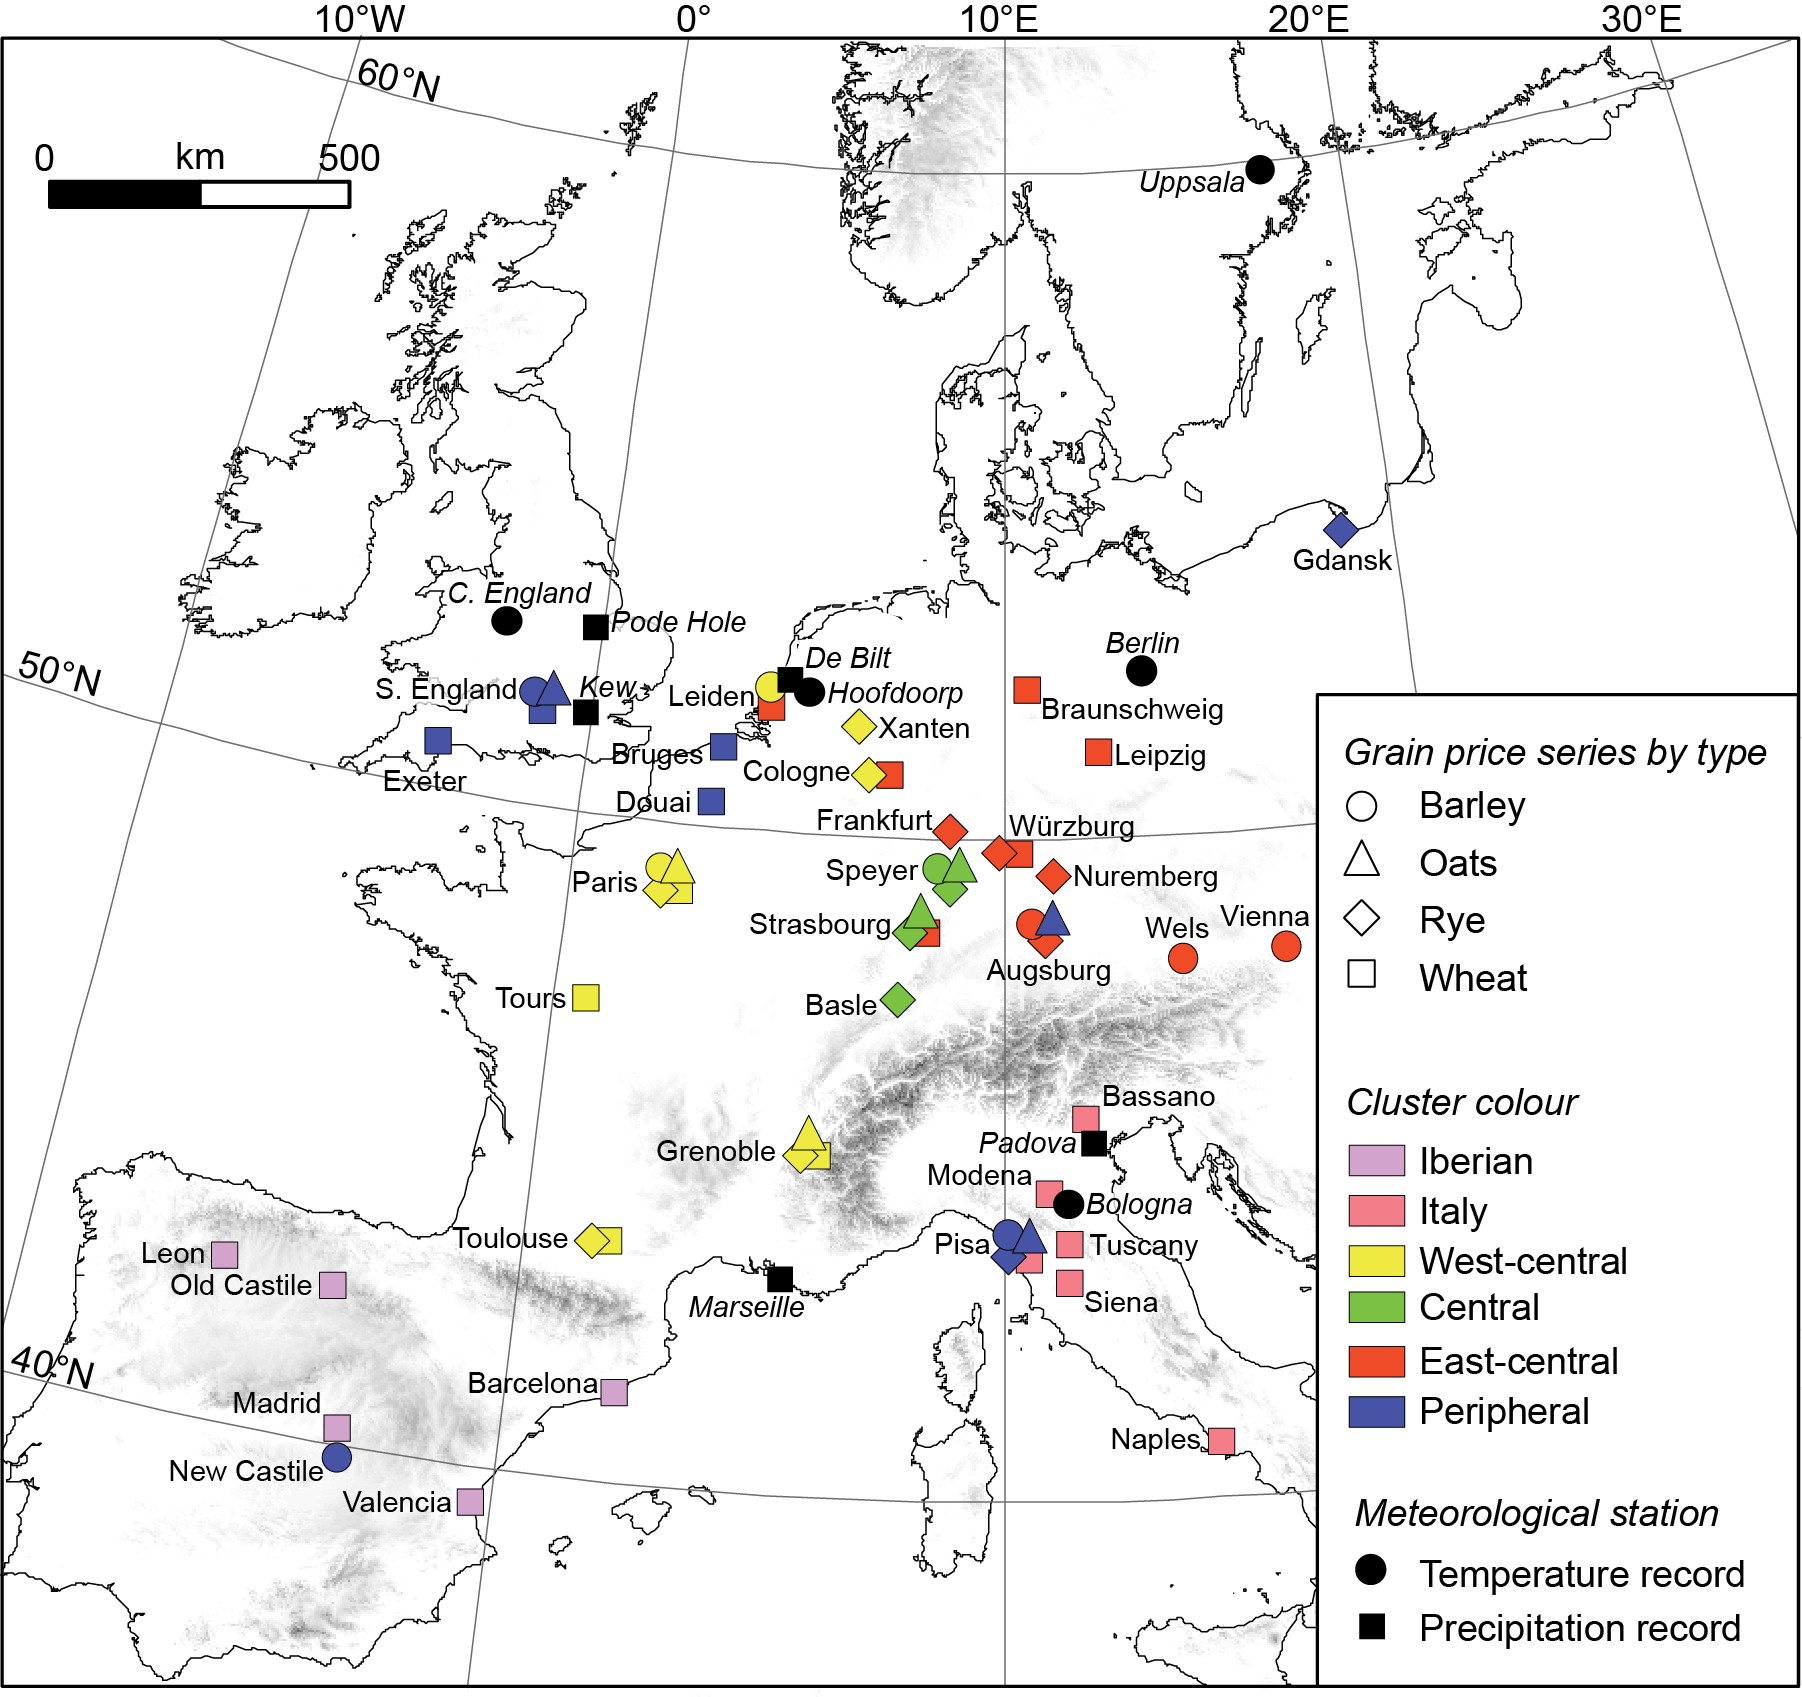 10°W 0° 10°E 20°E 30°E
60°N
0 km 500
Uppsala
Gdansk
C. England
Pode Hole
Berlin
50°N
De Bilt
S. England
Kew
Leiden
Hoofdoorp
Braunschweig
Xanten
Bruges
Leipzig
Exeter
Cologne
Douai
Frankfurt
Würzburg
Speyer
Paris
Nuremberg
Strasbourg
Wels
Vienna
Augsburg
Tours
Basle
Bassano
Grenoble
Padova
Modena
Bologna
Toulouse
Pisa
Tuscany
Leon
Old Castile
Marseille
Siena
40°N
Barcelona
Madrid
Naples
New Castile
Valencia
Grain price series by type
Barley
Oats
Rye
Wheat
Cluster colour
Iberian
Italy
West-central
Central
East-central
Peripheral
Meteorological station
Temperature record
Precipitation record